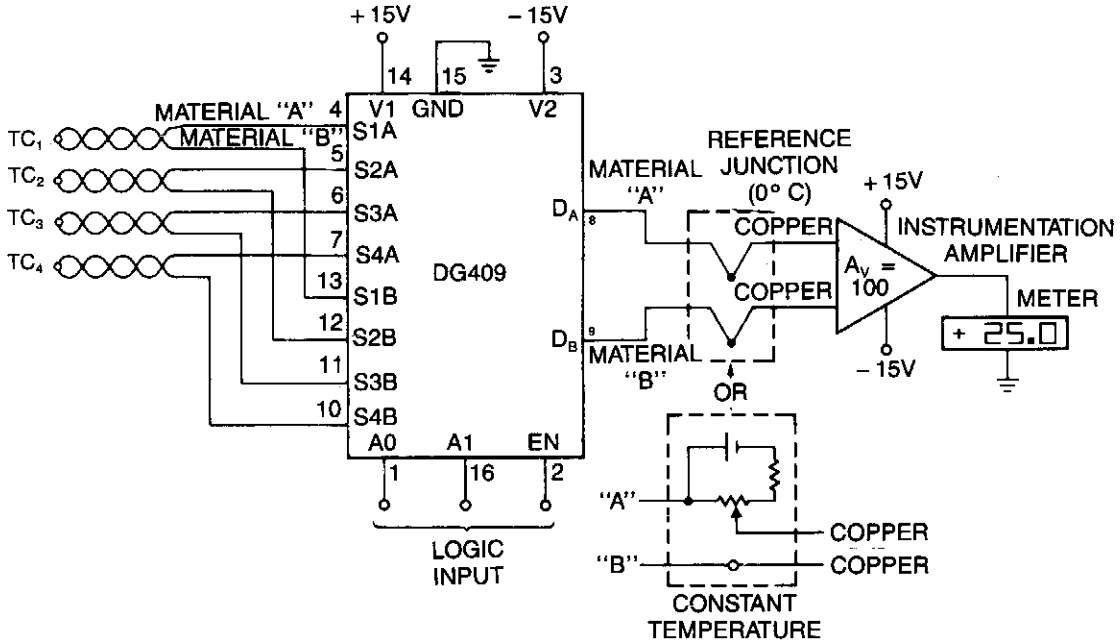 +15V
-15V
14
15
3
V1
GND
V2
MATERIAL "A"
4
S1A
TC1
MATERIAL "B"
5
S2A
TC2
6
S3A
TC3
7
S4A
TC4
13
S1B
12
S2B
11
S3B
10
S4B
DG409
DA
8
DB
9
A0
A1
EN
1
16
2
LOGIC
INPUT
MATERIAL
"A"
MATERIAL
"B"
REFERENCE
JUNCTION
(0° C)
COPPER
COPPER
+15V
AV =
100
-15V
INSTRUMENTATION
AMPLIFIER
METER
+ 25.0
OR
"A"
COPPER
"B"
COPPER
CONSTANT
TEMPERATURE